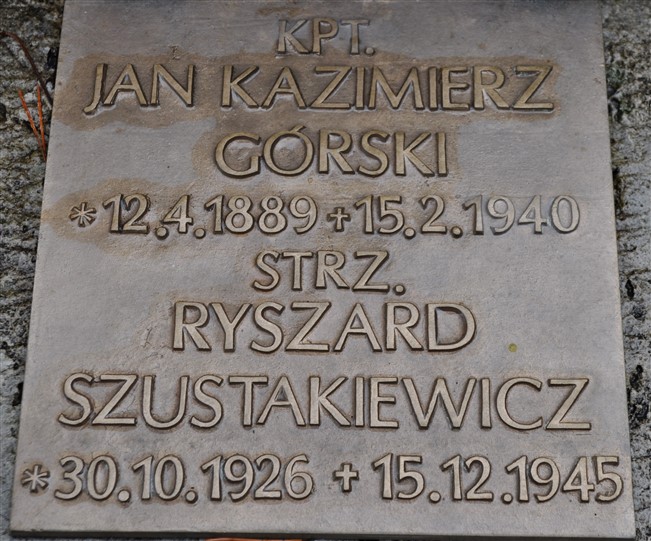 KPT.
JAN KAZIMIERZ
GÓRSKI
*12.4.1889+15.2.1940
STRZ.
RYSZARD
SZUSTAKIEWICZ
*30.10.1926+15.12.1945